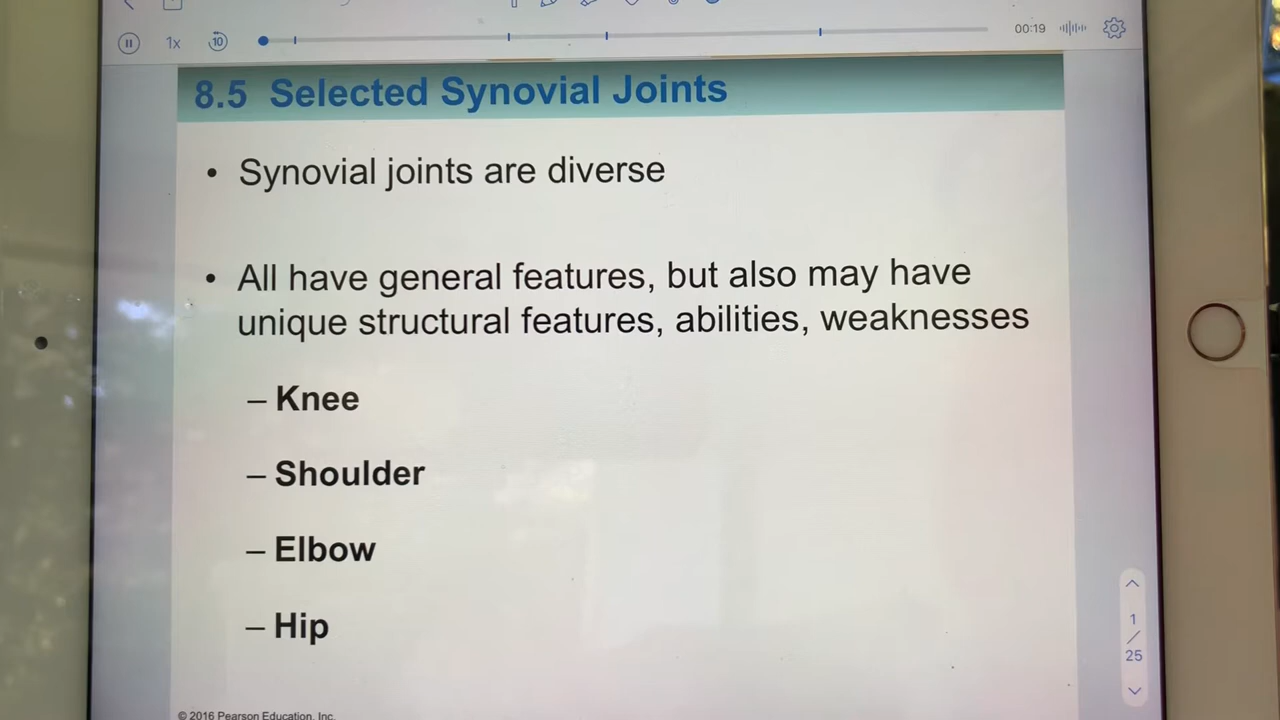 1x
10
00:19
8.5 Selected Synovial Joints
• Synovial joints are diverse
• All have general features, but also may have
unique structural features, abilities, weaknesses
– Knee
– Shoulder
– Elbow
– Hip
1
/
25
© 2016 Pearson Education, Inc.